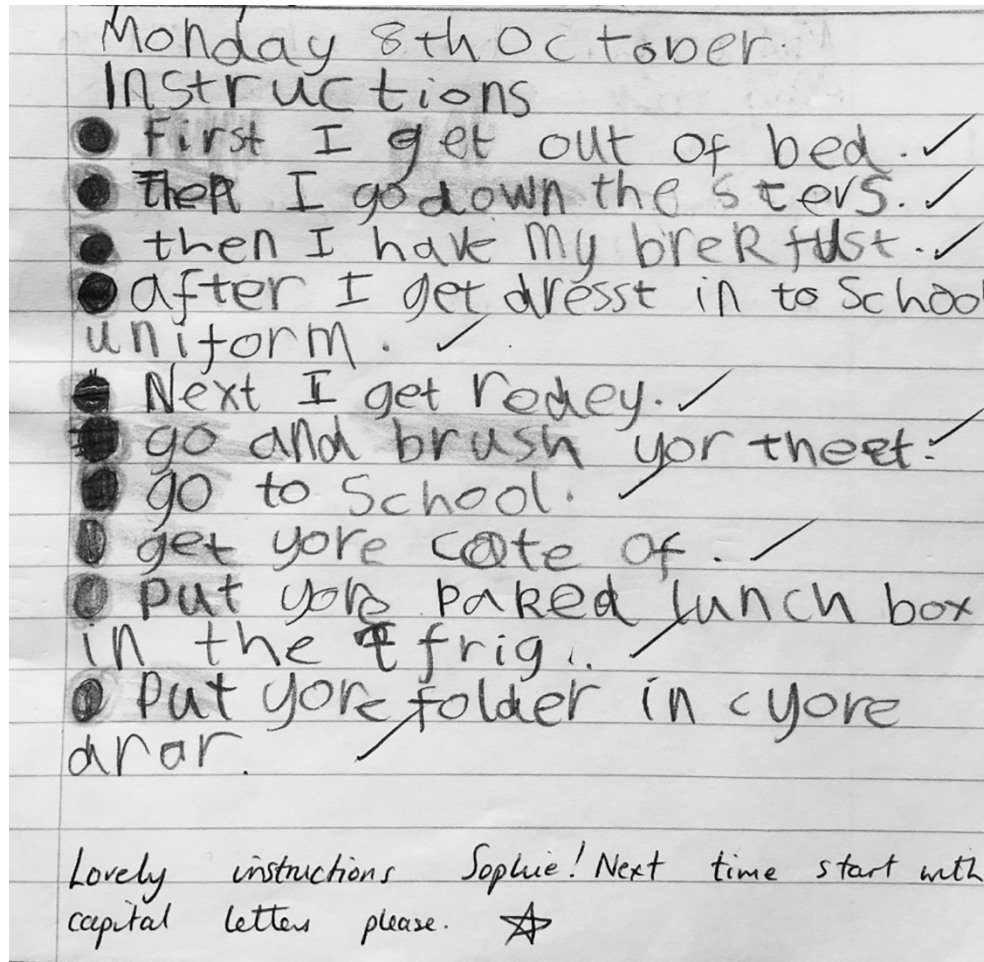 Monday 8th October.
Instructions
● First I get out of bed. ✓
● Then I go down the sters. ✓
● then I have my brekfust. ✓
● after I get dresst in to School
uniform. ✓
● Next I get rodey. ✓
● go and brush yor theet. ✓
● go to School. ✓
● get yore cote of. ✓
● Put yore paked lunch box
in the frig. ✓
● Put yore folder in yore
drar. ✓
Lovely instructions Sophie! Next time start with
capital letters please. ☆